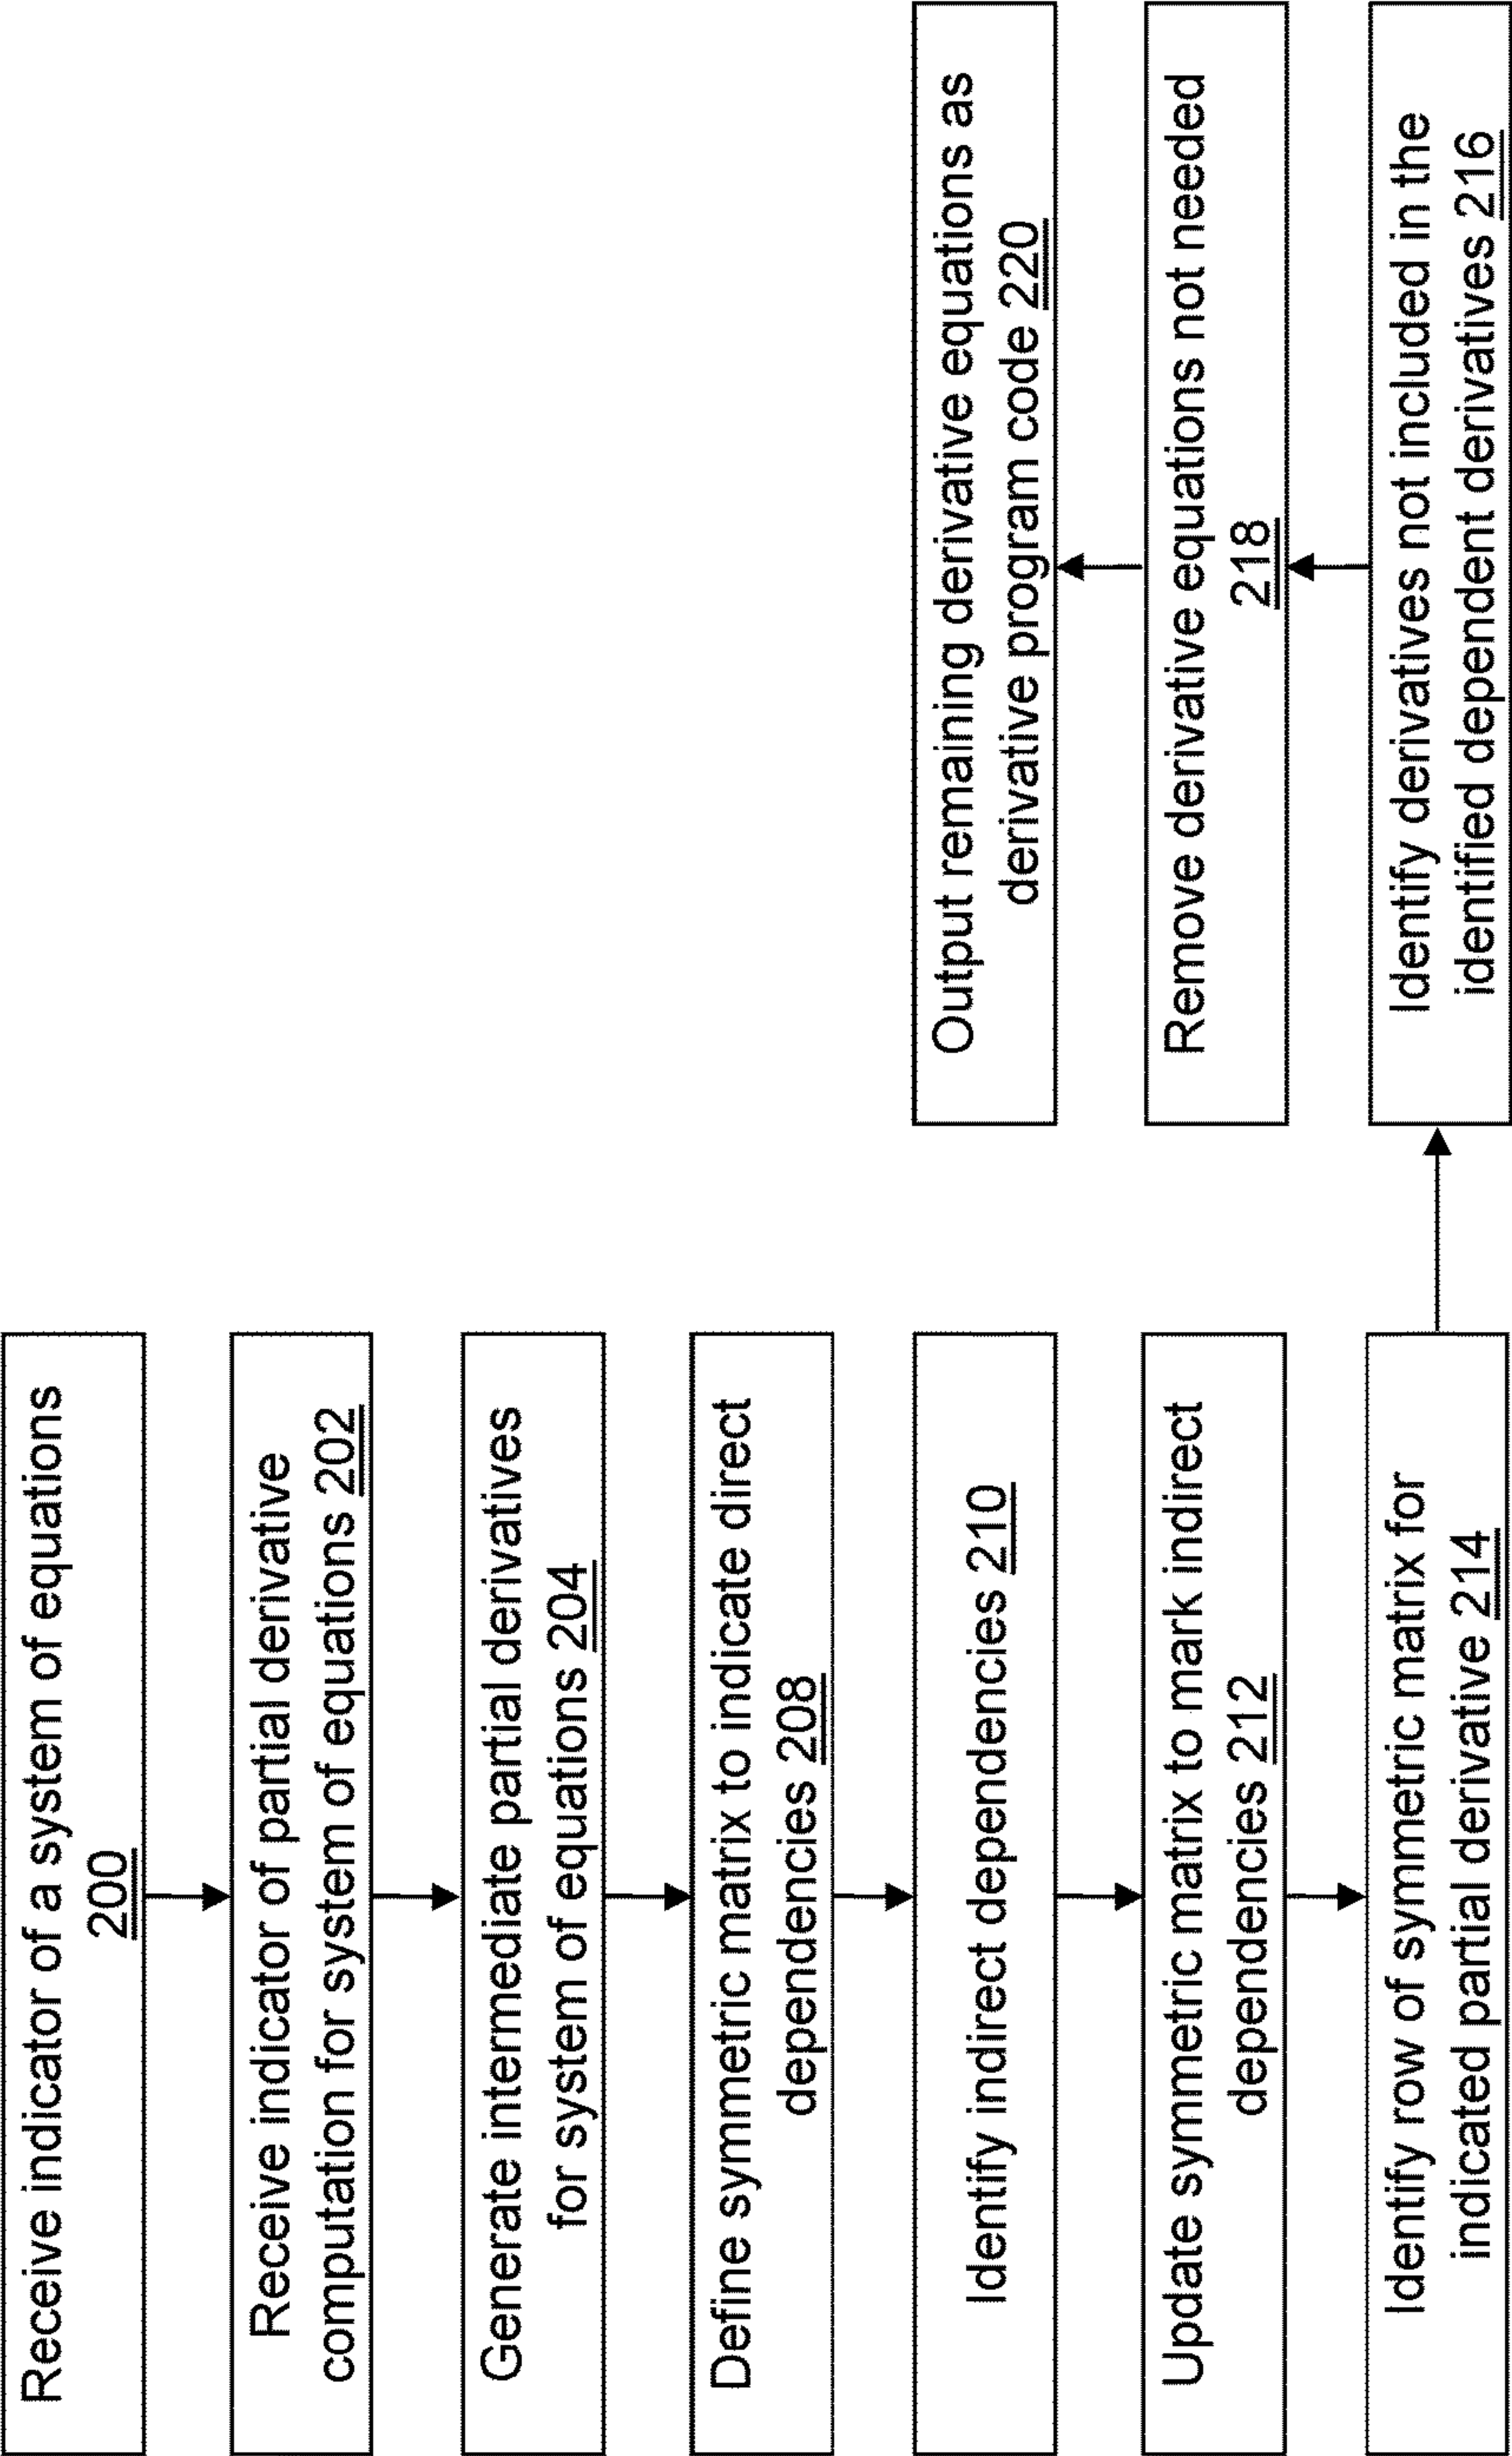 Receive indicator of a system of equations
200
Receive indicator of partial derivative
computation for system of equations 202
Generate intermediate partial derivatives
for system of equations 204
Define symmetric matrix to indicate direct
dependencies 208
Identify indirect dependencies 210
Update symmetric matrix to mark indirect
dependencies 212
Identify row of symmetric matrix for
indicated partial derivative 214
Identify derivatives not included in the
identified dependent derivatives 216
Remove derivative equations not needed
218
Output remaining derivative equations as
derivative program code 220